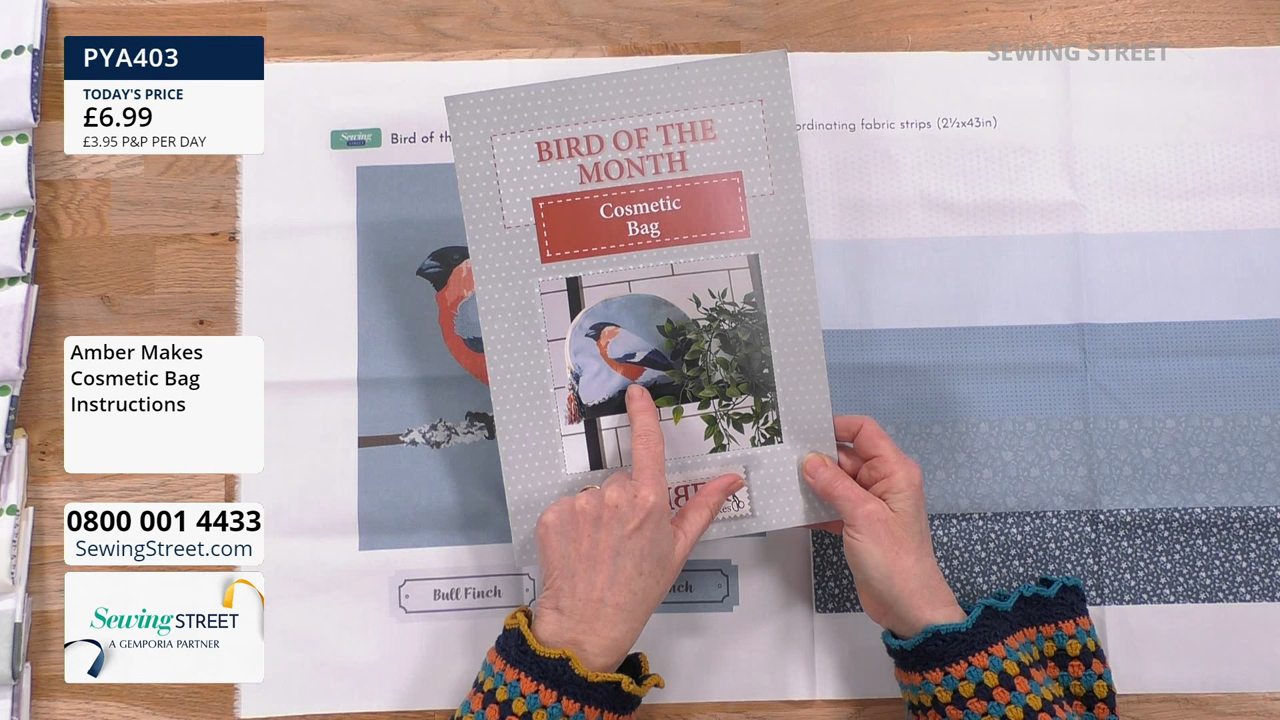 PYA403
TODAY'S PRICE
£6.99
£3.95 P&P PER DAY
SEWING STREET
Sewing
STREET
Bird of th
ordinating fabric strips (2½x43in)
BIRD OF THE
MONTH
Cosmetic
Bag
Amber Makes
Cosmetic Bag
Instructions
0800 001 4433
SewingStreet.com
Sewing STREET
A GEMPORIA PARTNER
Bull Finch